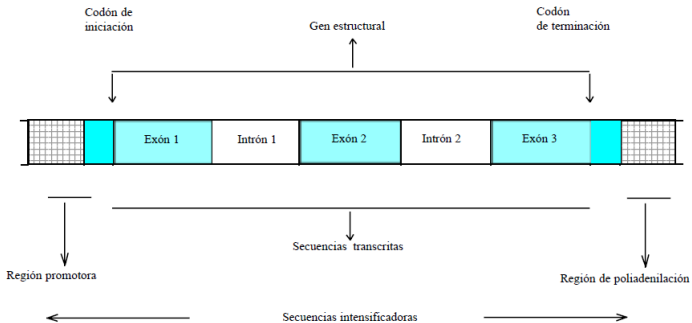 Codón de
iniciación
Gen estructural
Codón
de terminación
Exón 1
Intrón 1
Exón 2
Intrón 2
Exón 3
Secuencias transcritas
Región promotora
Región de poliadenilación
Secuencias intensificadoras